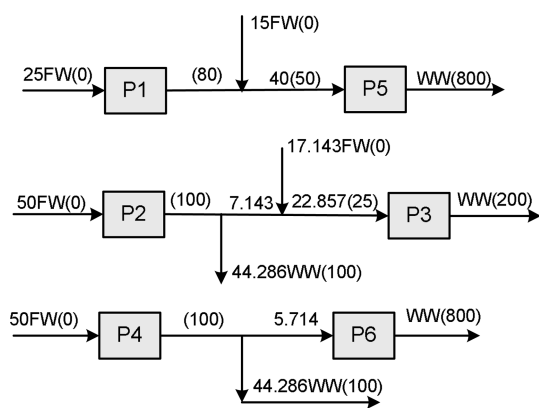 15FW(0)
25FW(0) P1 (80) 40(50) P5 WW(800)
17.143FW(0)
50FW(0) P2 (100) 7.143 22.857(25) P3 WW(200)
44.286WW(100)
50FW(0) P4 (100) 5.714 P6 WW(800)
44.286WW(100)